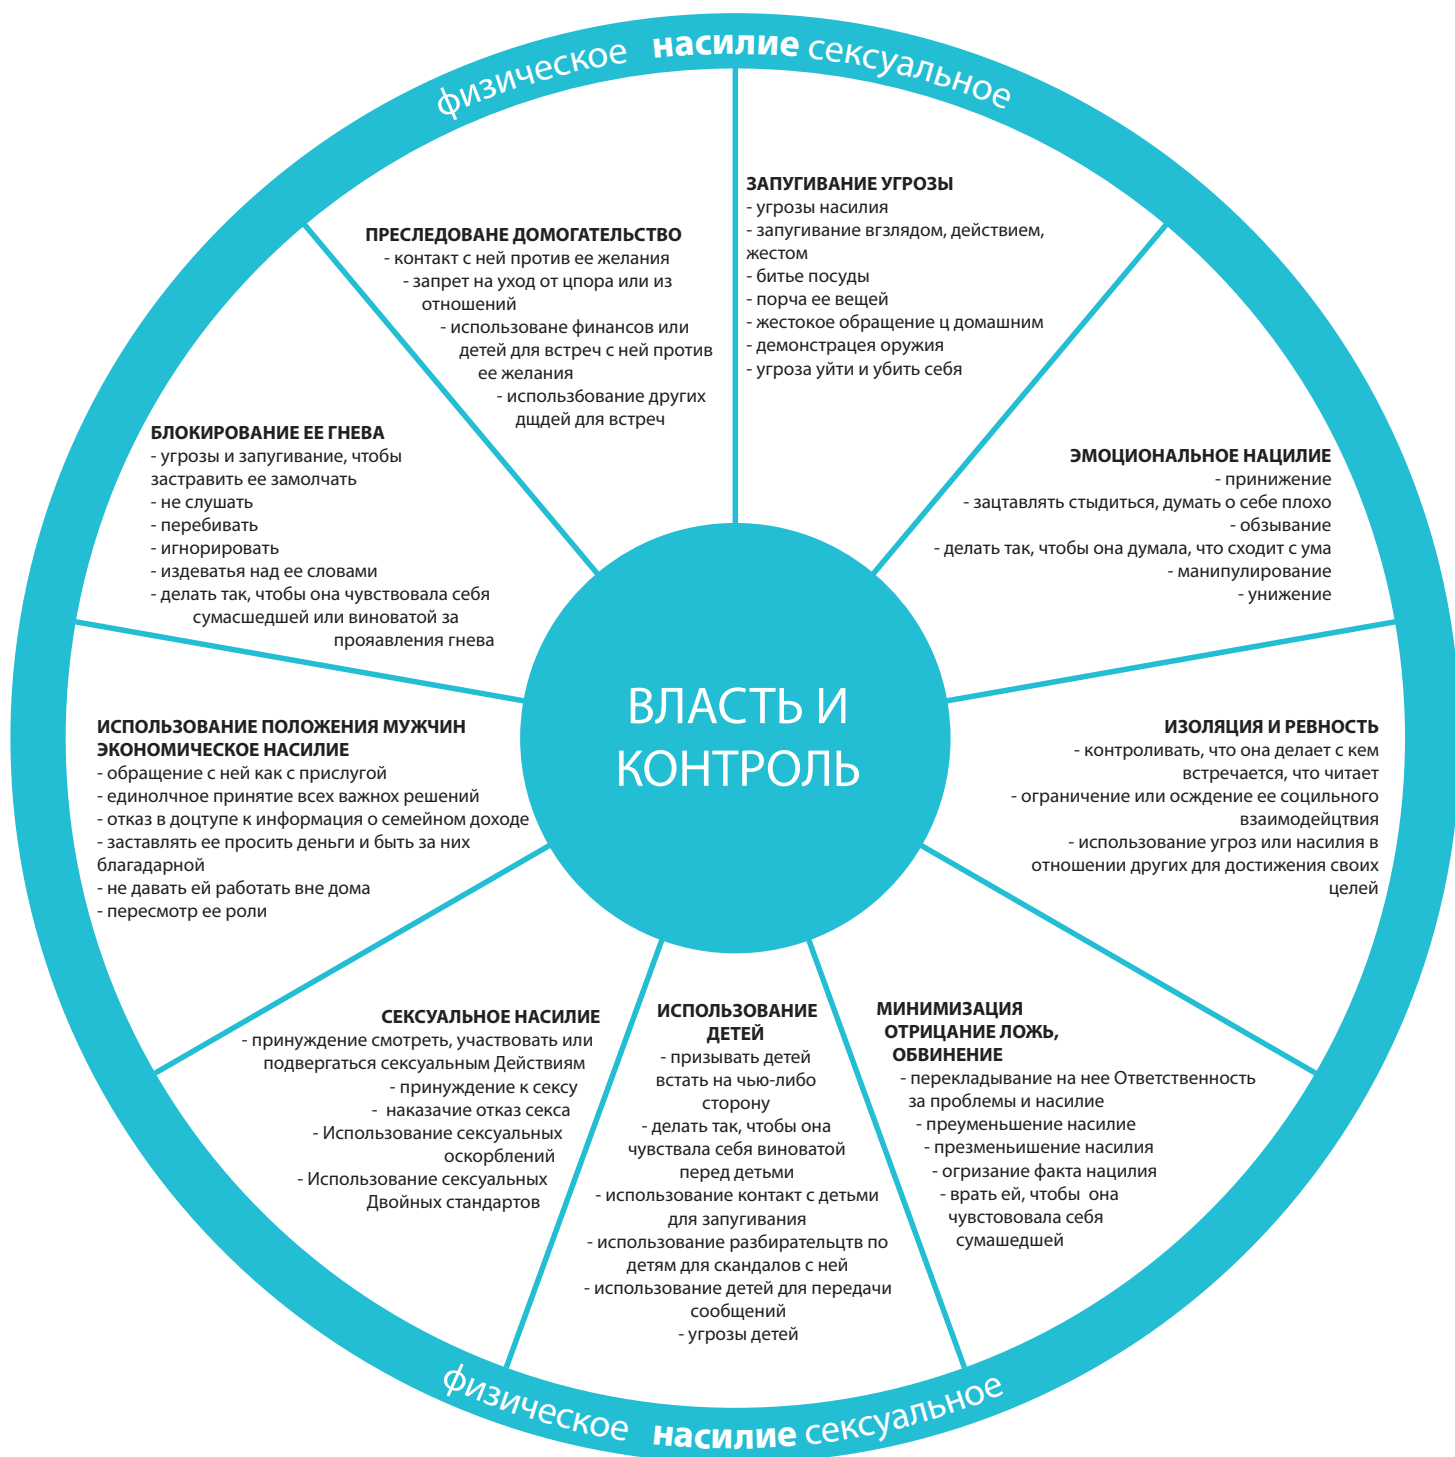 физическое насилие сексуальное
ЗАПУГИВАНИЕ УГРОЗЫ
- угрозы насилия
- запугивание вгзлядом, действием,
жестом
- битье посуды
- порча ее вещей
- жестокое обращение ц домашним
- демонстрацея оружия
- угроза уйти и убить себя
ЭМОЦИОНАЛЬНОЕ НАЦИЛИЕ
- принижение
- зацтавлять стыдиться, думать о себе плохо
- обзывание
- делать так, чтобы она думала, что сходит с ума
- манипулирование
- унижение
ИЗОЛЯЦИЯ И РЕВНОСТЬ
- контроливать, что она делает с кем
встречается, что читает
- ограничение или осждение ее социльного
взаимодейцтвия
- использование угроз или насилия в
отношении других для достижения своих
целей
МИНИМИЗАЦИЯ
ОТРИЦАНИЕ ЛОЖЬ,
ОБВИНЕНИЕ
- перекладывание на нее Ответственность
за проблемы и насилие
- преуменьшение насилие
- презменьишение насилия
- огризание факта нацилия
- врать ей, чтобы она
чувстововала себя
сумашедшей
ИСПОЛЬЗОВАНИЕ
ДЕТЕЙ
- призывать детей
встать на чью-либо
сторону
- делать так, чтобы она
чувствала себя виноватой
перед детьми
- использование контакт с детьми
для запугивания
- использование разбирательцтв по
детям для скандалов с ней
- использование детей для передачи
сообщений
- угрозы детей
СЕКСУАЛЬНОЕ НАСИЛИЕ
- принуждение смотреть, участвовать или
подвергаться сексуальным Действиям
- принуждение к сексу
- наказачие отказ секса
- Использование сексуальных
оскорблений
- Использование сексуальных
Двойных стандартов
ИСПОЛЬЗОВАНИЕ ПОЛОЖЕНИЯ МУЖЧИН
ЭКОНОМИЧЕСКОЕ НАСИЛИЕ
- обращение с ней как с прислугой
- единолчное принятие всех важнох решений
- отказ в доцтупе к информация о семейном доходе
- заставлять ее просить деньги и быть за них
благадарной
- не давать ей работать вне дома
- пересмотр ее роли
БЛОКИРОВАНИЕ ЕЕ ГНЕВА
- угрозы и запугивание, чтобы
застравить ее замолчать
- не слушать
- перебивать
- игнорировать
- издеватья над ее словами
- делать так, чтобы она чувствовала себя
сумасшедшей или виноватой за
прояавления гнева
ПРЕСЛЕДОВАНЕ ДОМОГАТЕЛЬСТВО
- контакт с ней против ее желания
- запрет на уход от цпора или из
отношений
- использоване финансов или
детей для встреч с ней против
ее желания
- использбование других
дщдей для встреч
ВЛАСТЬ И
КОНТРОЛЬ
физическое насилие сексуальное